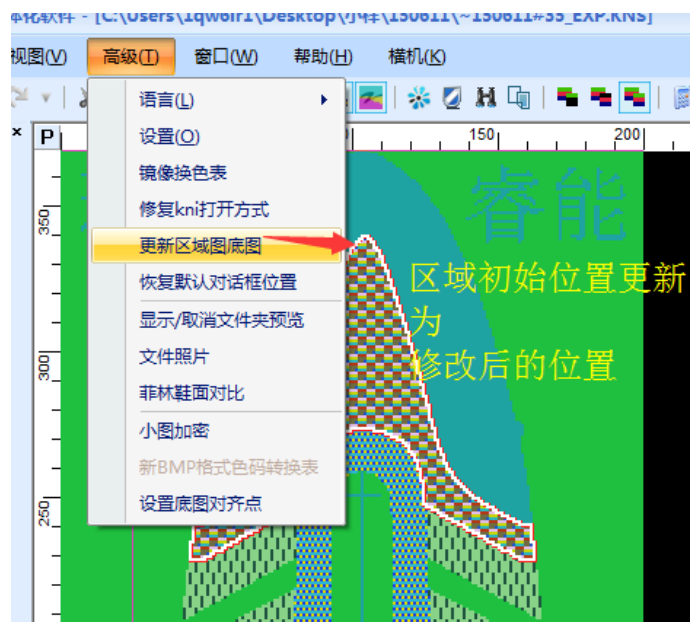 体化软件 - [C:\Users\1qw6ir1\Desktop\小样\150611\~150611#35_EXP.KNS]
视图(V) 高级(T) 窗口(W) 帮助(H) 横机(K)
语言(L)
设置(O)
镜像换色表
修复kni打开方式
更新区域图底图
恢复默认对话框位置
显示/取消文件夹预览
文件照片
菲林鞋面对比
小图加密
新BMP格式色码转换表
设置底图对齐点
× P
150 200
350
300
250
睿能
区域初始位置更新
为
修改后的位置